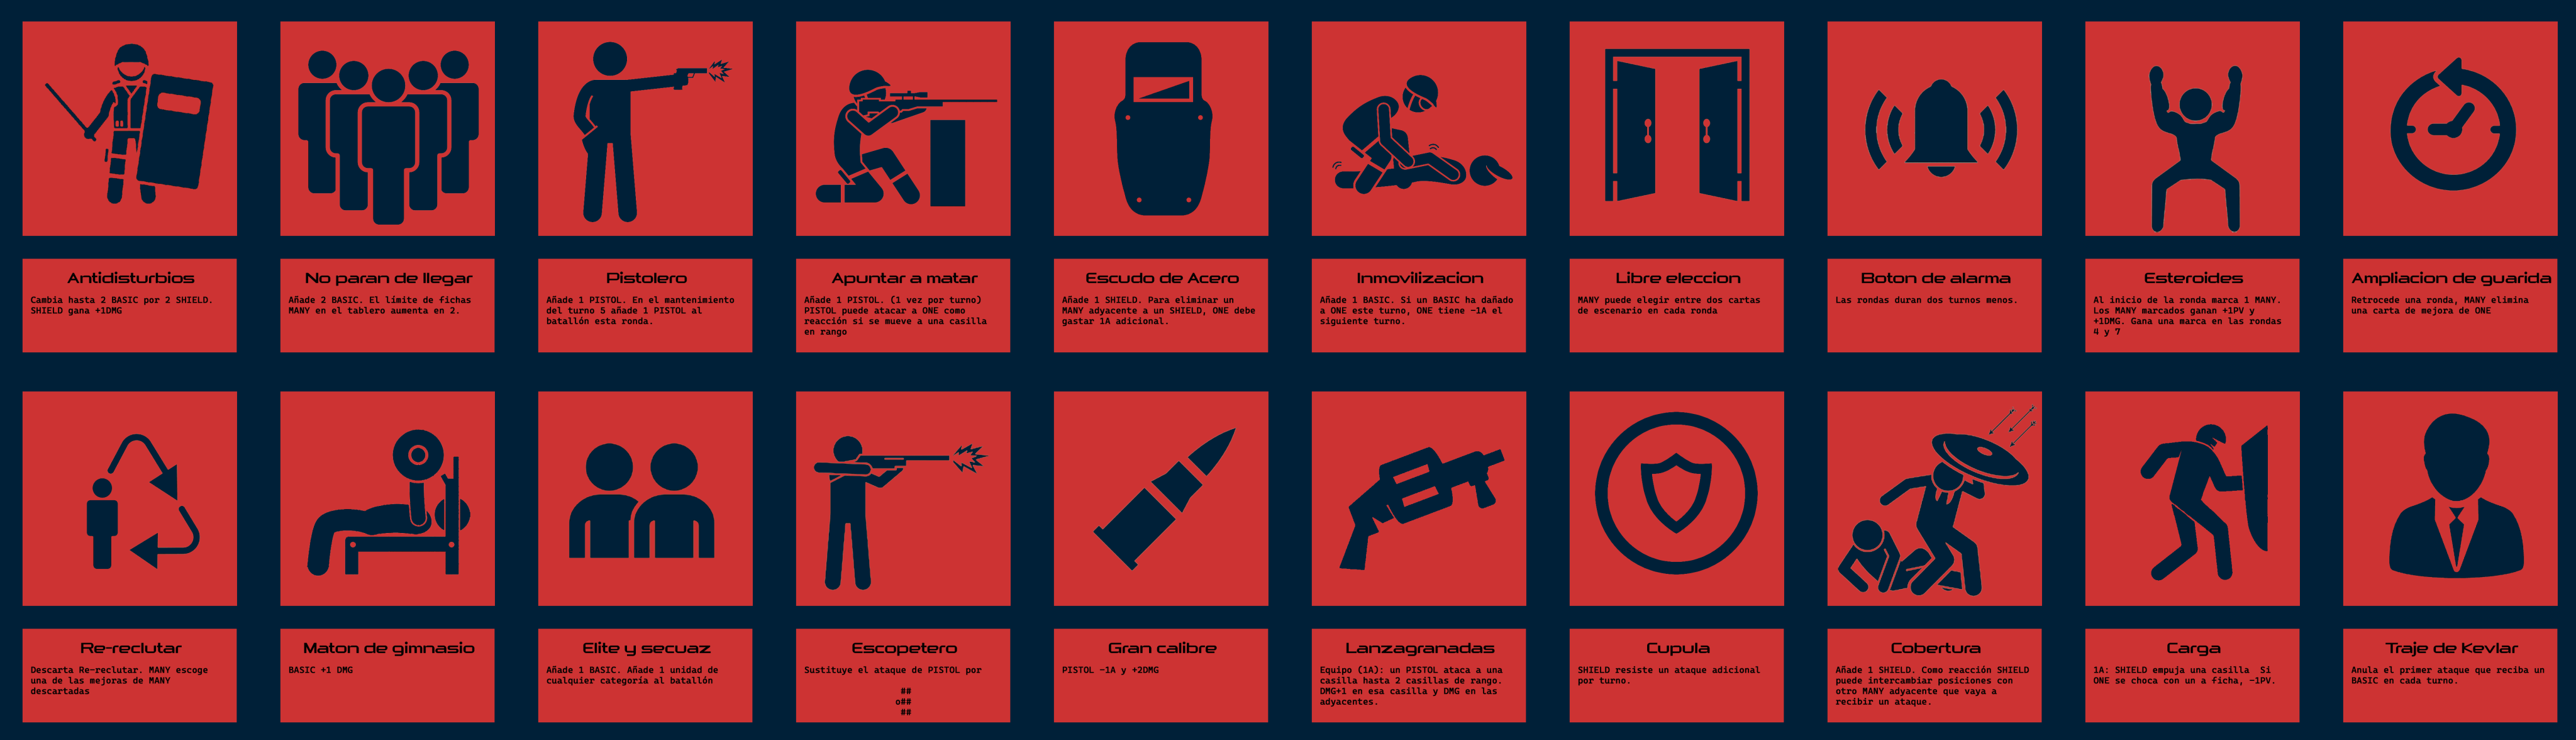 Antidisturbios
Cambia hasta 2 BASIC por 2 SHIELD.
SHIELD gana +1DMG
No paran de llegar
Añade 2 BASIC. El límite de fichas
MANY en el tablero aumenta en 2.
Pistolero
Añade 1 PISTOL. En el mantenimiento
del turno 5 añade 1 PISTOL al
batallón esta ronda.
Apuntar a matar
Añade 1 PISTOL. (1 vez por turno)
PISTOL puede atacar a ONE como
reacción si se mueve a una casilla
en rango
Escudo de Acero
Añade 1 SHIELD. Para eliminar un
MANY adyacente a un SHIELD, ONE debe
gastar 1A adicional.
Inmovilizacion
Añade 1 BASIC. Si un BASIC ha dañado
a ONE este turno, ONE tiene -1A el
siguiente turno.
Libre eleccion
MANY puede elegir entre dos cartas
de escenario en cada ronda
Boton de alarma
Las rondas duran dos turnos menos.
Esteroides
Al inicio de la ronda marca 1 MANY.
Los MANY marcados ganan +1PV y
+1DMG. Gana una marca en las rondas
4 y 7
Ampliacion de guarida
Retrocede una ronda, MANY elimina
una carta de mejora de ONE
Re-reclutar
Descarta Re-reclutar. MANY escoge
una de las mejoras de MANY
descartadas
Maton de gimnasio
BASIC +1 DMG
Elite y secuaz
Añade 1 BASIC. Añade 1 unidad de
cualquier categoría al batallón
Escopetero
Sustituye el ataque de PISTOL por
##
o##
##
Gran calibre
PISTOL -1A y +2DMG
Lanzagranadas
Equipo (1A): un PISTOL ataca a una
casilla hasta 2 casillas de rango.
DMG+1 en esa casilla y DMG en las
adyacentes.
Cupula
SHIELD resiste un ataque adicional
por turno.
Cobertura
Añade 1 SHIELD. Como reacción SHIELD
puede intercambiar posiciones con
otro MANY adyacente que vaya a
recibir un ataque.
Carga
1A: SHIELD empuja una casilla  Si
ONE se choca con un a ficha, -1PV.
Traje de Kevlar
Anula el primer ataque que reciba un
BASIC en cada turno.